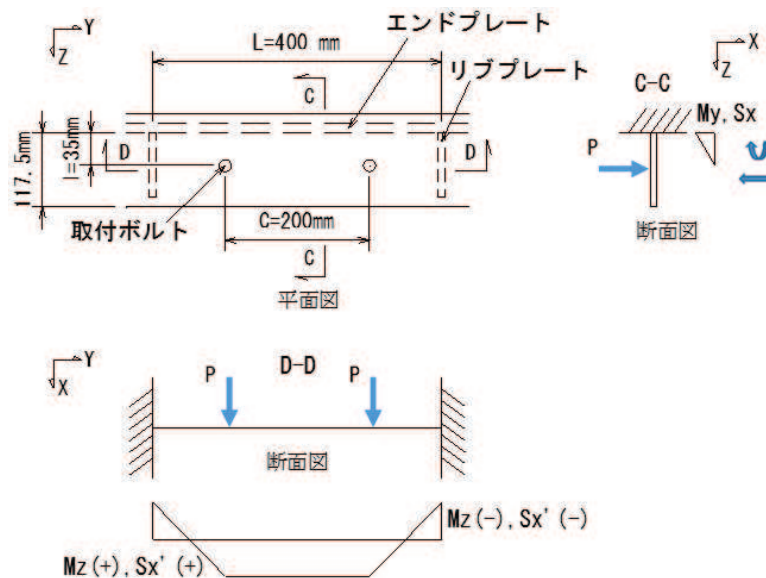 Y
Z
L=400 mm
エンドプレート
リブプレート
C
X
Z
C-C
My, Sx
P
断面図
D
D
117.5mm
l=35mm
取付ボルト
C=200mm
C
平面図
Y
X
P
D-D
P
断面図
Mz(-), Sx'(-)
Mz(+), Sx'(+)